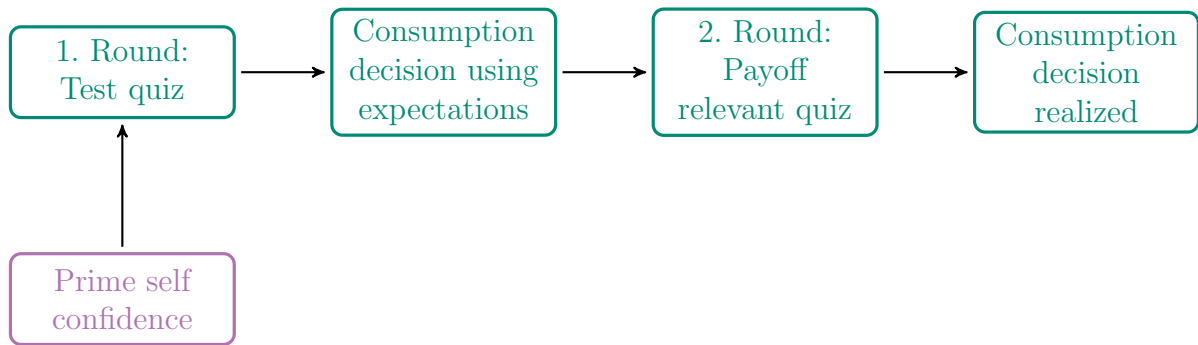 1. Round:
Test quiz
Consumption
decision using
expectations
2. Round:
Payoff
relevant quiz
Consumption
decision
realized
Prime self
confidence